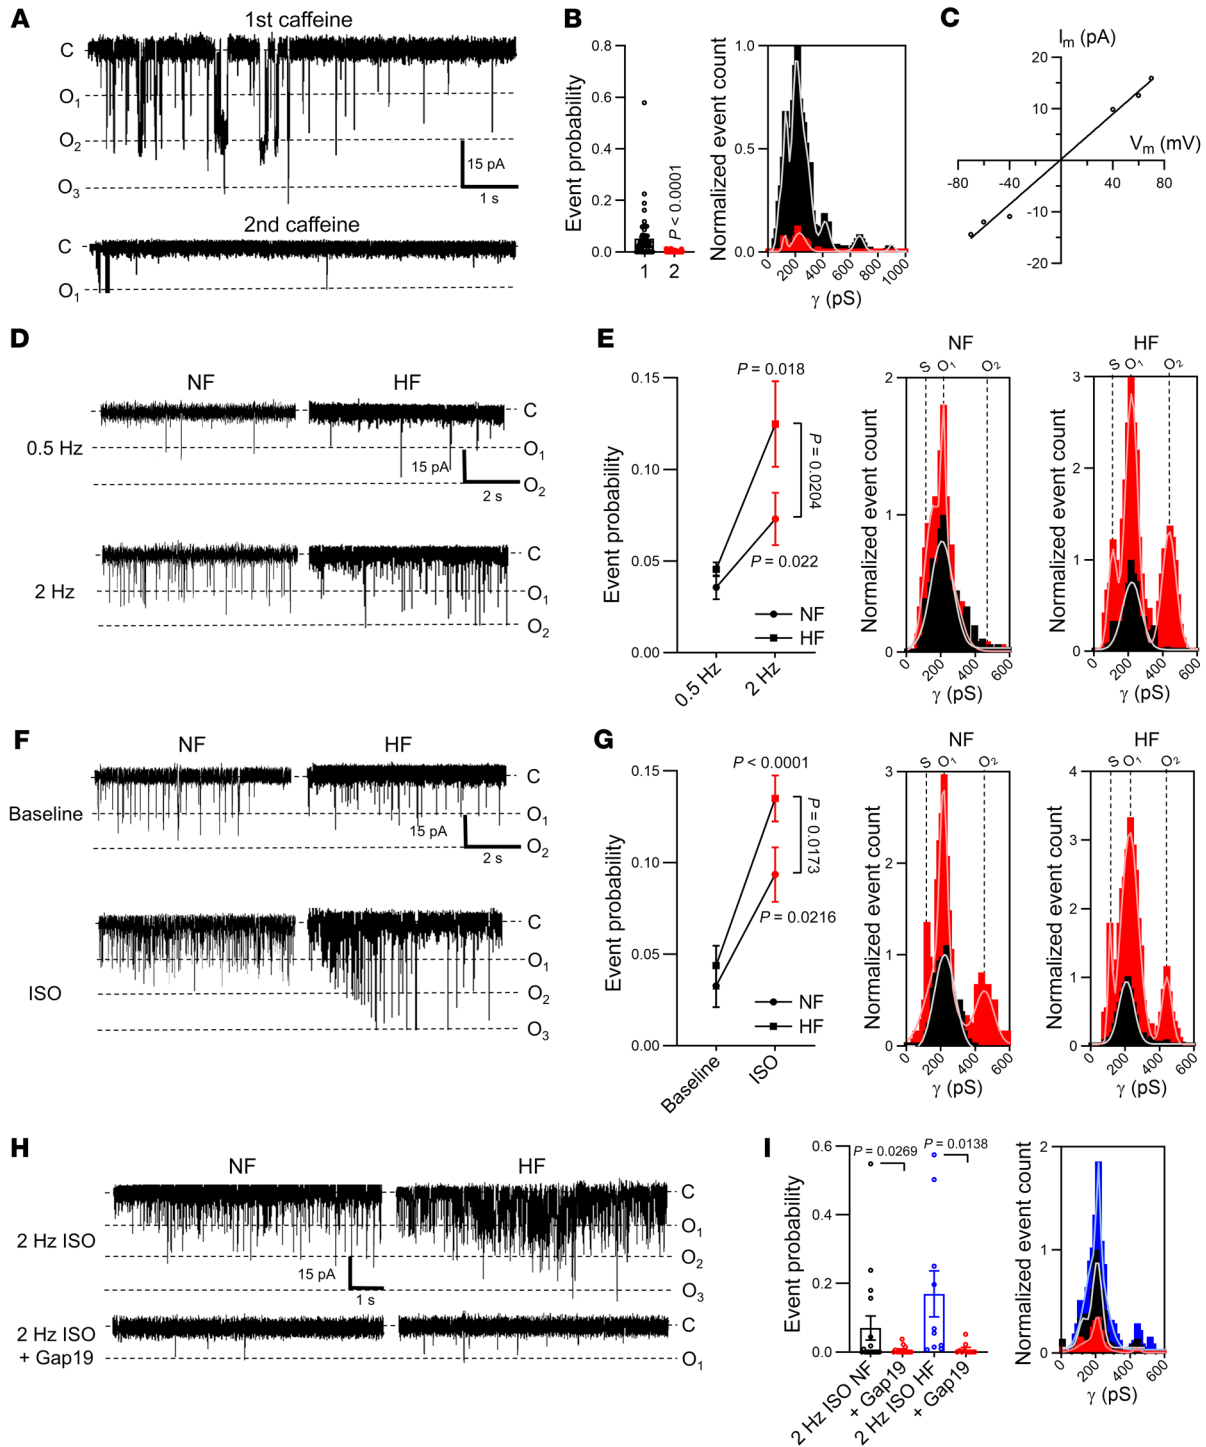 A
1st caffeine
C
O1
O2
O3
15 pA
1 s
2nd caffeine
C
O1
B
Event probability
0.8
0.6
0.4
0.2
0.0
P < 0.0001
1 2
Normalized event count
1.0
0.5
0.0
0 200 400 600 800 1000
γ (pS)
C
Im (pA)
20
10
-10
-20
Vm (mV)
-80 -40 40 80
D
NF HF
0.5 Hz
C
O1
O2
15 pA
2 s
2 Hz
C
O1
O2
E
Event probability
0.15
0.10
0.05
0.00
P = 0.018
P = 0.0204
P = 0.022
NF
HF
0.5 Hz 2 Hz
NF
S O1 O2
Normalized event count
2
1
0
0 200 400 600
γ (pS)
HF
S O1 O2
Normalized event count
3
2
1
0
0 200 400 600
γ (pS)
F
NF HF
Baseline
C
O1
O2
15 pA
2 s
ISO
C
O1
O2
O3
G
Event probability
0.15
0.10
0.05
0.00
P < 0.0001
P = 0.0173
P = 0.0216
NF
HF
Baseline ISO
NF
S O1 O2
Normalized event count
3
2
1
0
0 200 400 600
γ (pS)
HF
S O1 O2
Normalized event count
4
3
2
1
0
0 200 400 600
γ (pS)
H
NF HF
2 Hz ISO
C
O1
O2
O3
15 pA
1 s
2 Hz ISO
+ Gap19
C
O1
I
Event probability
0.6
0.4
0.2
0.0
P = 0.0269 P = 0.0138
2 Hz ISO NF
+ Gap19
2 Hz ISO HF
+ Gap19
Normalized event count
2
1
0
0 200 400 600
γ (pS)